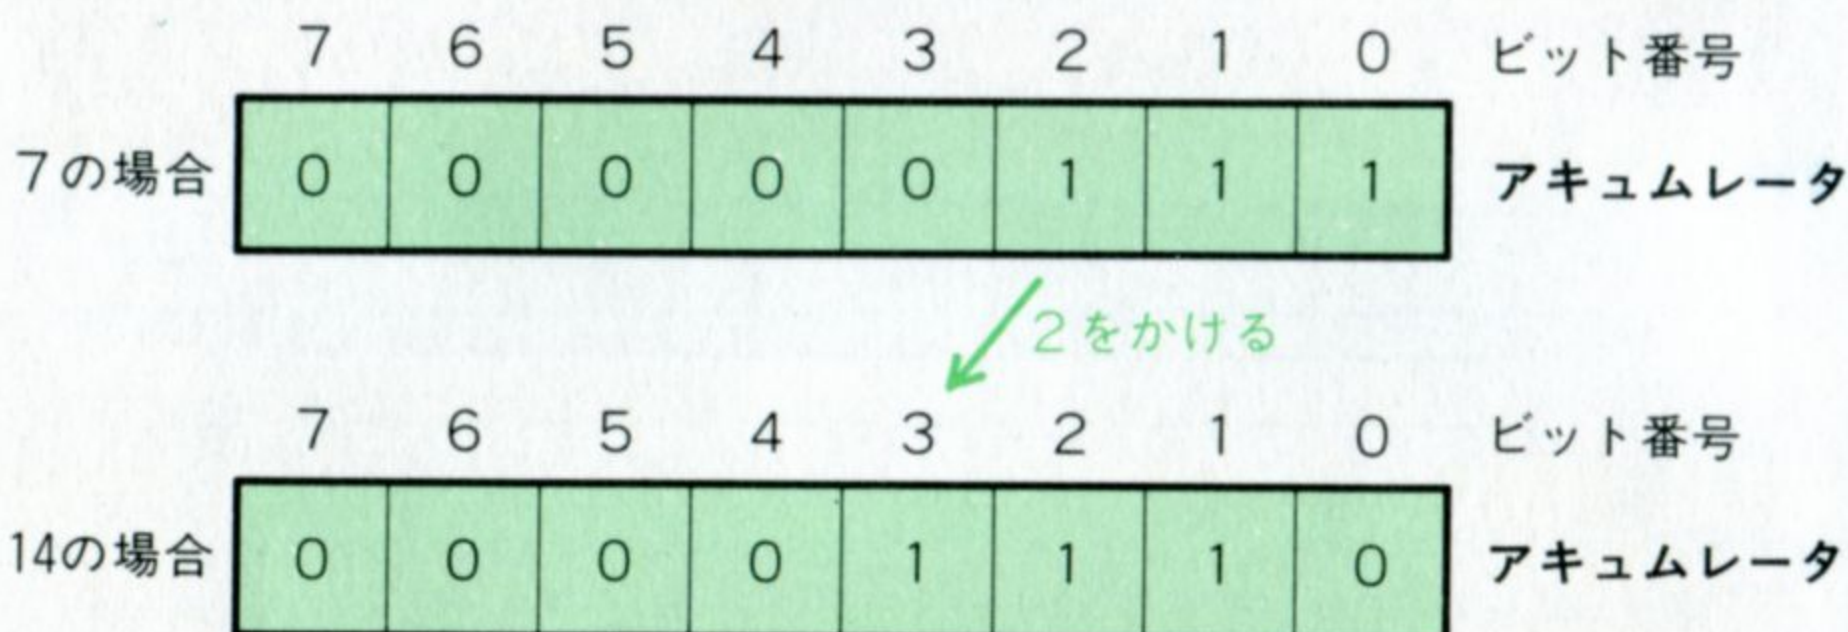 7 6 5 4 3 2 1 0 ビット番号
7の場合 0 0 0 0 0 1 1 1 アキュムレータ
2をかける
7 6 5 4 3 2 1 0 ビット番号
14の場合 0 0 0 0 1 1 1 0 アキュムレータ